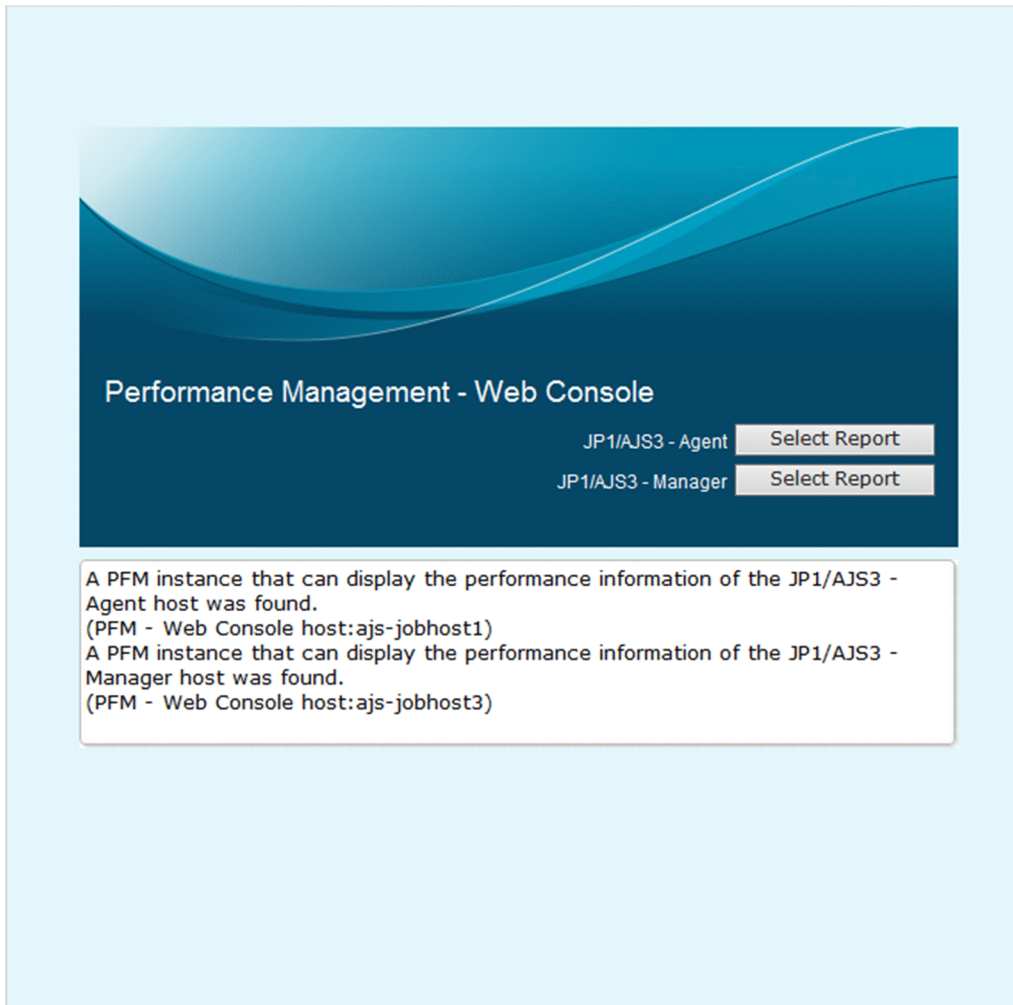 Performance Management - Web Console
JP1/AJS3 - Agent Select Report
JP1/AJS3 - Manager Select Report
A PFM instance that can display the performance information of the JP1/AJS3 -
Agent host was found.
(PFM - Web Console host:ajs-jobhost1)
A PFM instance that can display the performance information of the JP1/AJS3 -
Manager host was found.
(PFM - Web Console host:ajs-jobhost3)